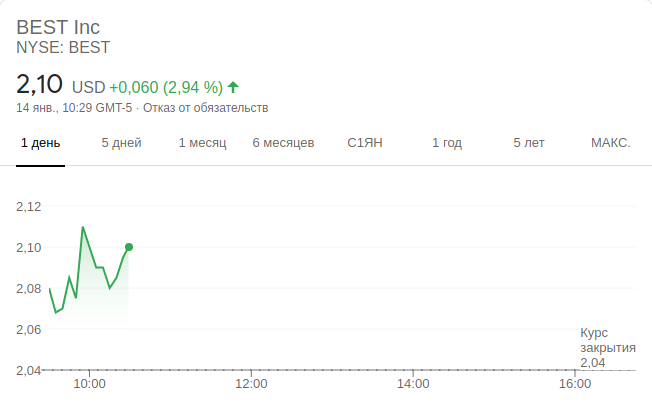 BEST Inc
NYSE: BEST
2,10 USD +0,060 (2,94 %)
14 янв., 10:29 GMT-5 · Отказ от обязательств
1 день 5 дней 1 месяц 6 месяцев С1ЯН 1 год 5 лет МАКС.
2,12
2,10
2,08
2,06
Курс
закрытия
2,04
2,04
10:00 12:00 14:00 16:00